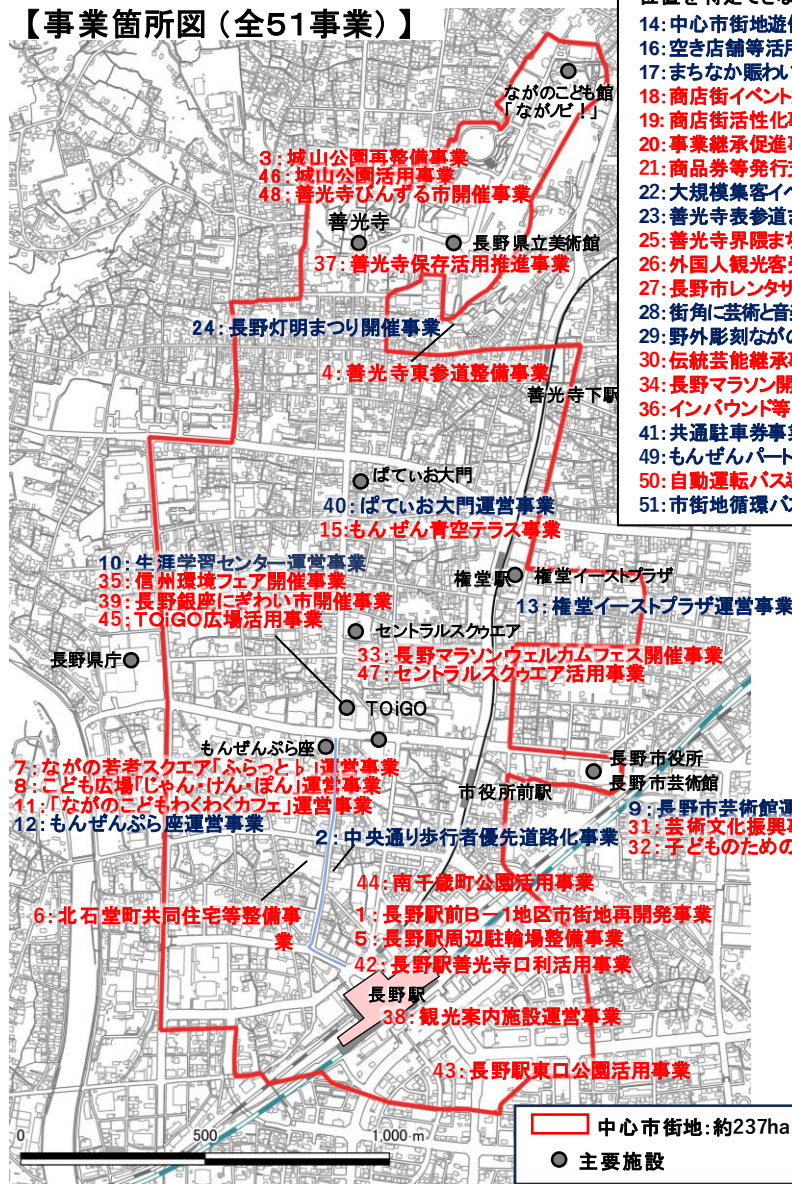 【事業箇所図(全51事業)】
14:中心市街地遊
16:空き店舗等活用
17:まちなか賑わい
18:商店街イベント
19:商店街活性化事
20:事業継承促進事
21:商品券等発行
22:大規模集客イベ
23:善光寺表参道
25:善光寺界隈まち
26:外国人観光客
27:長野市レンタサ
28:街角に芸術と音
29:野外彫刻ながの
30:伝統芸能継承事
34:長野マラソン開
36:インバウンド等
41:共通駐車券事業
49:もんぜんパート
50:自動運転バス
51:市街地循環バス
ながのこども館
「ながノビ!」
3:城山公園再整備事業
46:城山公園活用事業
48:善光寺びんずる市開催事業
善光寺
長野県立美術館
37:善光寺保存活用推進事業
24:長野灯明まつり開催事業
4:善光寺東参道整備事業
善光寺下駅
ぱてぃお大門
40:ぱてぃお大門運営事業
15:もんぜん青空テラス事業
10:生涯学習センター運営事業
35:信州環境フェア開催事業
39:長野銀座にぎわい市開催事業
45:TOiGO広場活用事業
権堂駅
権堂イーストプラザ
13:権堂イーストプラザ運営事業
セントラルスクゥエア
長野県庁
33:長野マラソンウェルカムフェス開催事業
47:セントラルスクゥエア活用事業
TOiGO
もんぜんぷら座
長野市役所
長野市芸術館
7:ながの若者スクエア「ふらっと♭」運営事業
8:こども広場「じゃん・けん・ぽん」運営事業
11:「ながのこどもわくわくカフェ」運営事業
12:もんぜんぷら座運営事業
市役所前駅
9:長野市芸術館運
31:芸術文化振興事
32:子どものための
2:中央通り歩行者優先道路化事業
44:南千歳町公園活用事業
6:北石堂町共同住宅等整備事
業
1:長野駅前B-1地区市街地再開発事業
5:長野駅周辺駐輪場整備事業
42:長野駅善光寺口利活用事業
長野駅
38:観光案内施設運営事業
43:長野駅東口公園活用事業
0 500 1,000 m
中心市街地:約237ha
主要施設